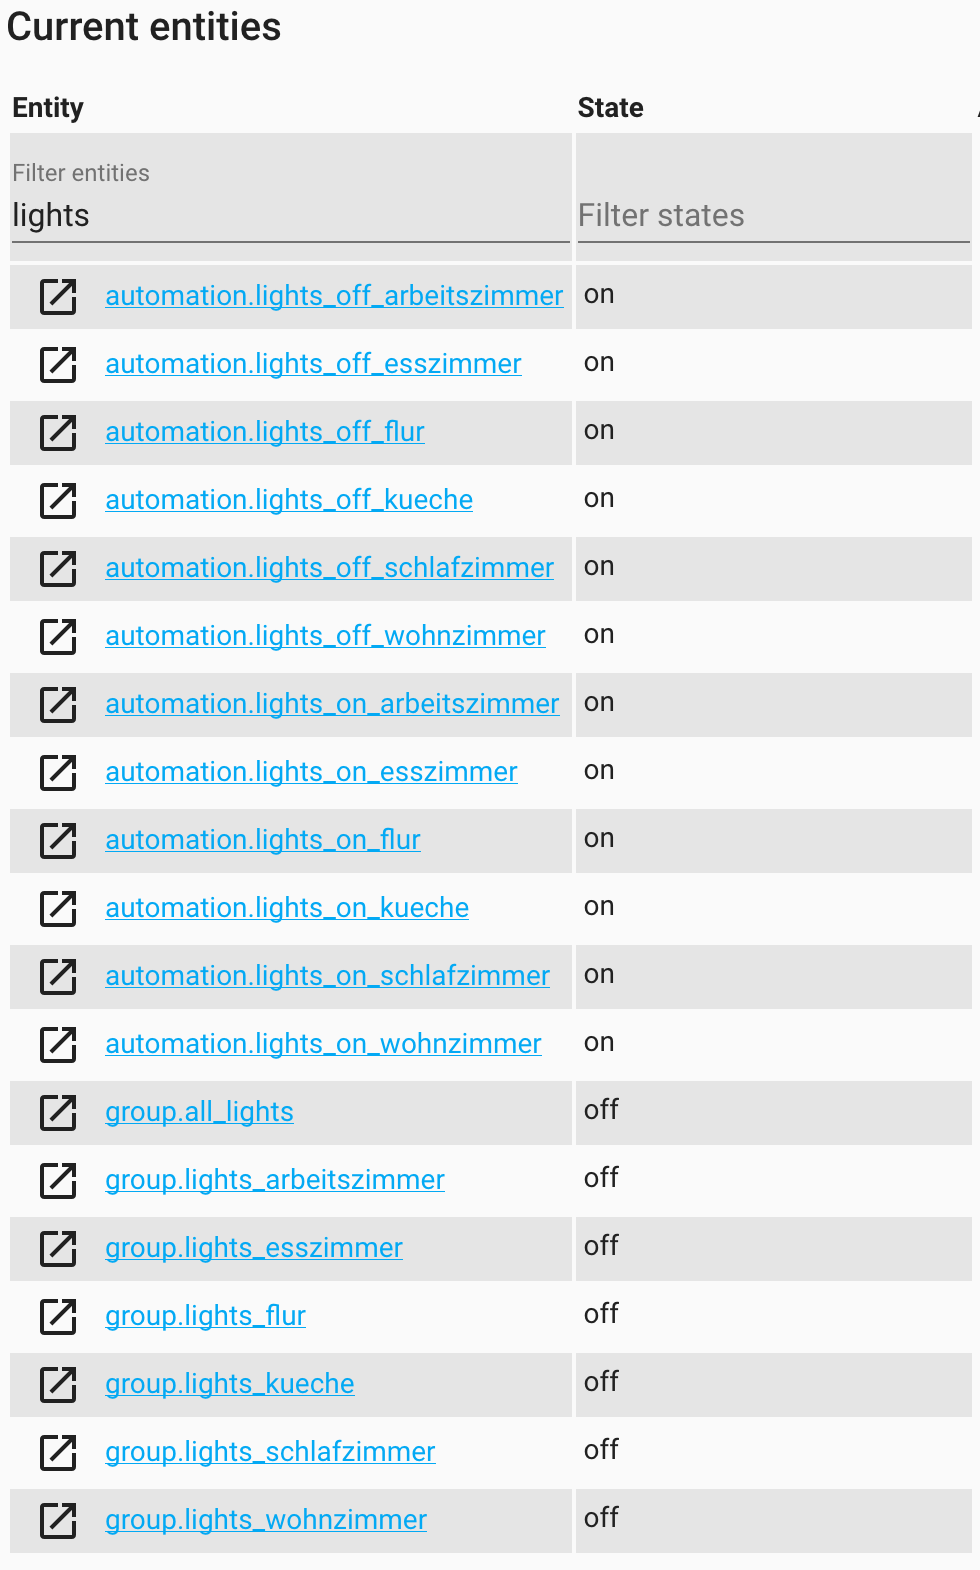 Current entities
Entity State
Filter entities
lights Filter states
automation.lights_off_arbeitszimmer on
automation.lights_off_esszimmer on
automation.lights_off_flur on
automation.lights_off_kueche on
automation.lights_off_schlafzimmer on
automation.lights_off_wohnzimmer on
automation.lights_on_arbeitszimmer on
automation.lights_on_esszimmer on
automation.lights_on_flur on
automation.lights_on_kueche on
automation.lights_on_schlafzimmer on
automation.lights_on_wohnzimmer on
group.all_lights off
group.lights_arbeitszimmer off
group.lights_esszimmer off
group.lights_flur off
group.lights_kueche off
group.lights_schlafzimmer off
group.lights_wohnzimmer off